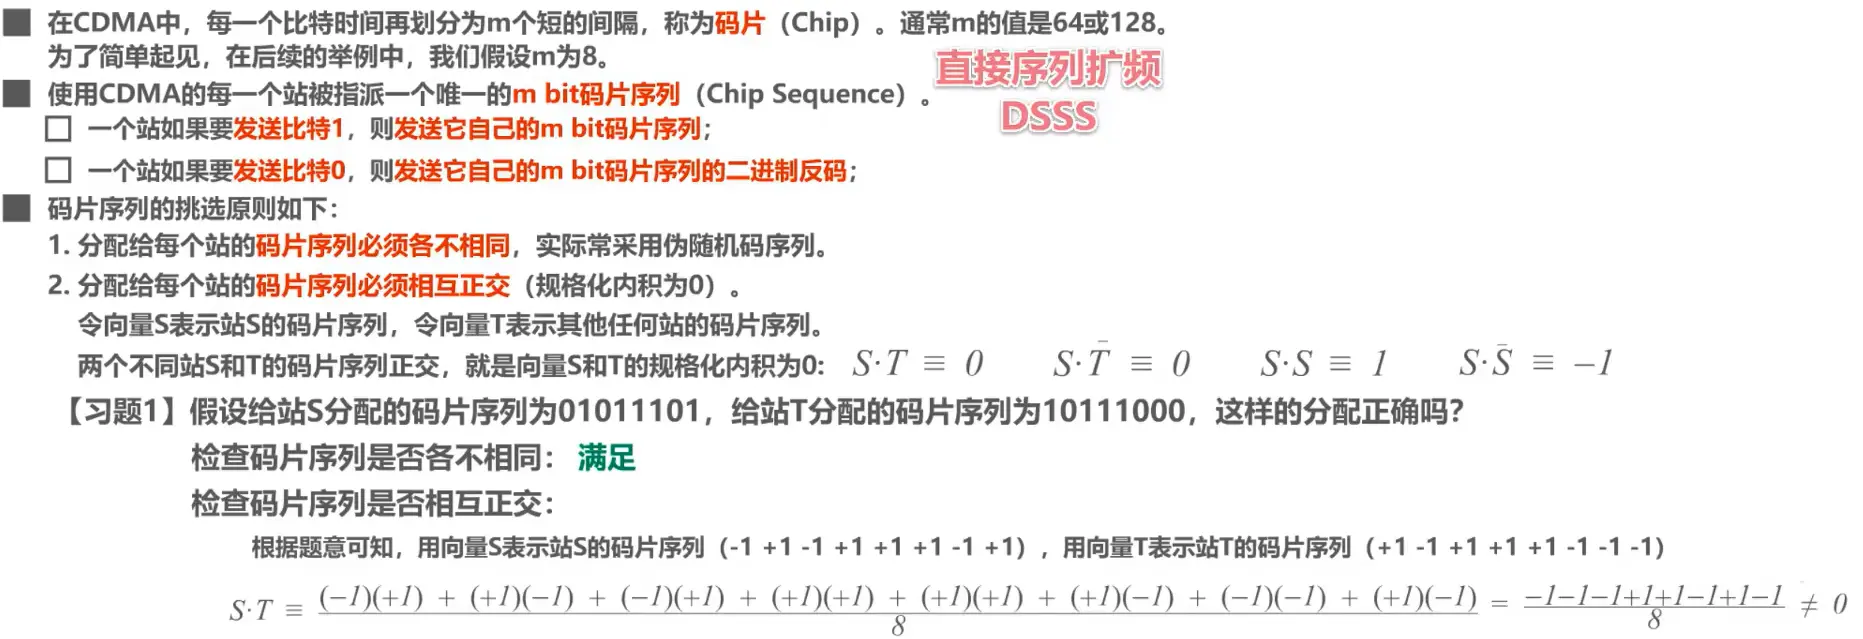 在CDMA中，每一个比特时间再划分为m个短的间隔，称为码片（Chip）。通常m的值是64或128。
为了简单起见，在后续的举例中，我们假设m为8。
直接序列扩频
DSSS
使用CDMA的每一个站被指派一个唯一的m bit码片序列（Chip Sequence）。
一个站如果要发送比特1，则发送它自己的m bit码片序列；
一个站如果要发送比特0，则发送它自己的m bit码片序列的二进制反码；
码片序列的挑选原则如下：
1. 分配给每个站的码片序列必须各不相同，实际常采用伪随机码序列。
2. 分配给每个站的码片序列必须相互正交（规格化内积为0）。
令向量S表示站S的码片序列，令向量T表示其他任何站的码片序列。
两个不同站S和T的码片序列正交，就是向量S和T的规格化内积为0： S·T ≡ 0 S·T̄ ≡ 0 S·S ≡ 1 S·S̄ ≡ −1
【习题1】假设给站S分配的码片序列为01011101，给站T分配的码片序列为10111000，这样的分配正确吗？
检查码片序列是否各不相同： 满足
检查码片序列是否相互正交：
根据题意可知，用向量S表示站S的码片序列（-1 +1 -1 +1 +1 +1 -1 +1），用向量T表示站T的码片序列（+1 -1 +1 +1 +1 -1 -1 -1）
S·T ≡ (−1)(+1) + (+1)(−1) + (−1)(+1) + (+1)(+1) + (+1)(+1) + (+1)(−1) + (−1)(−1) + (+1)(−1) / 8 = −1−1−1+1+1−1+1−1 / 8 ≠ 0